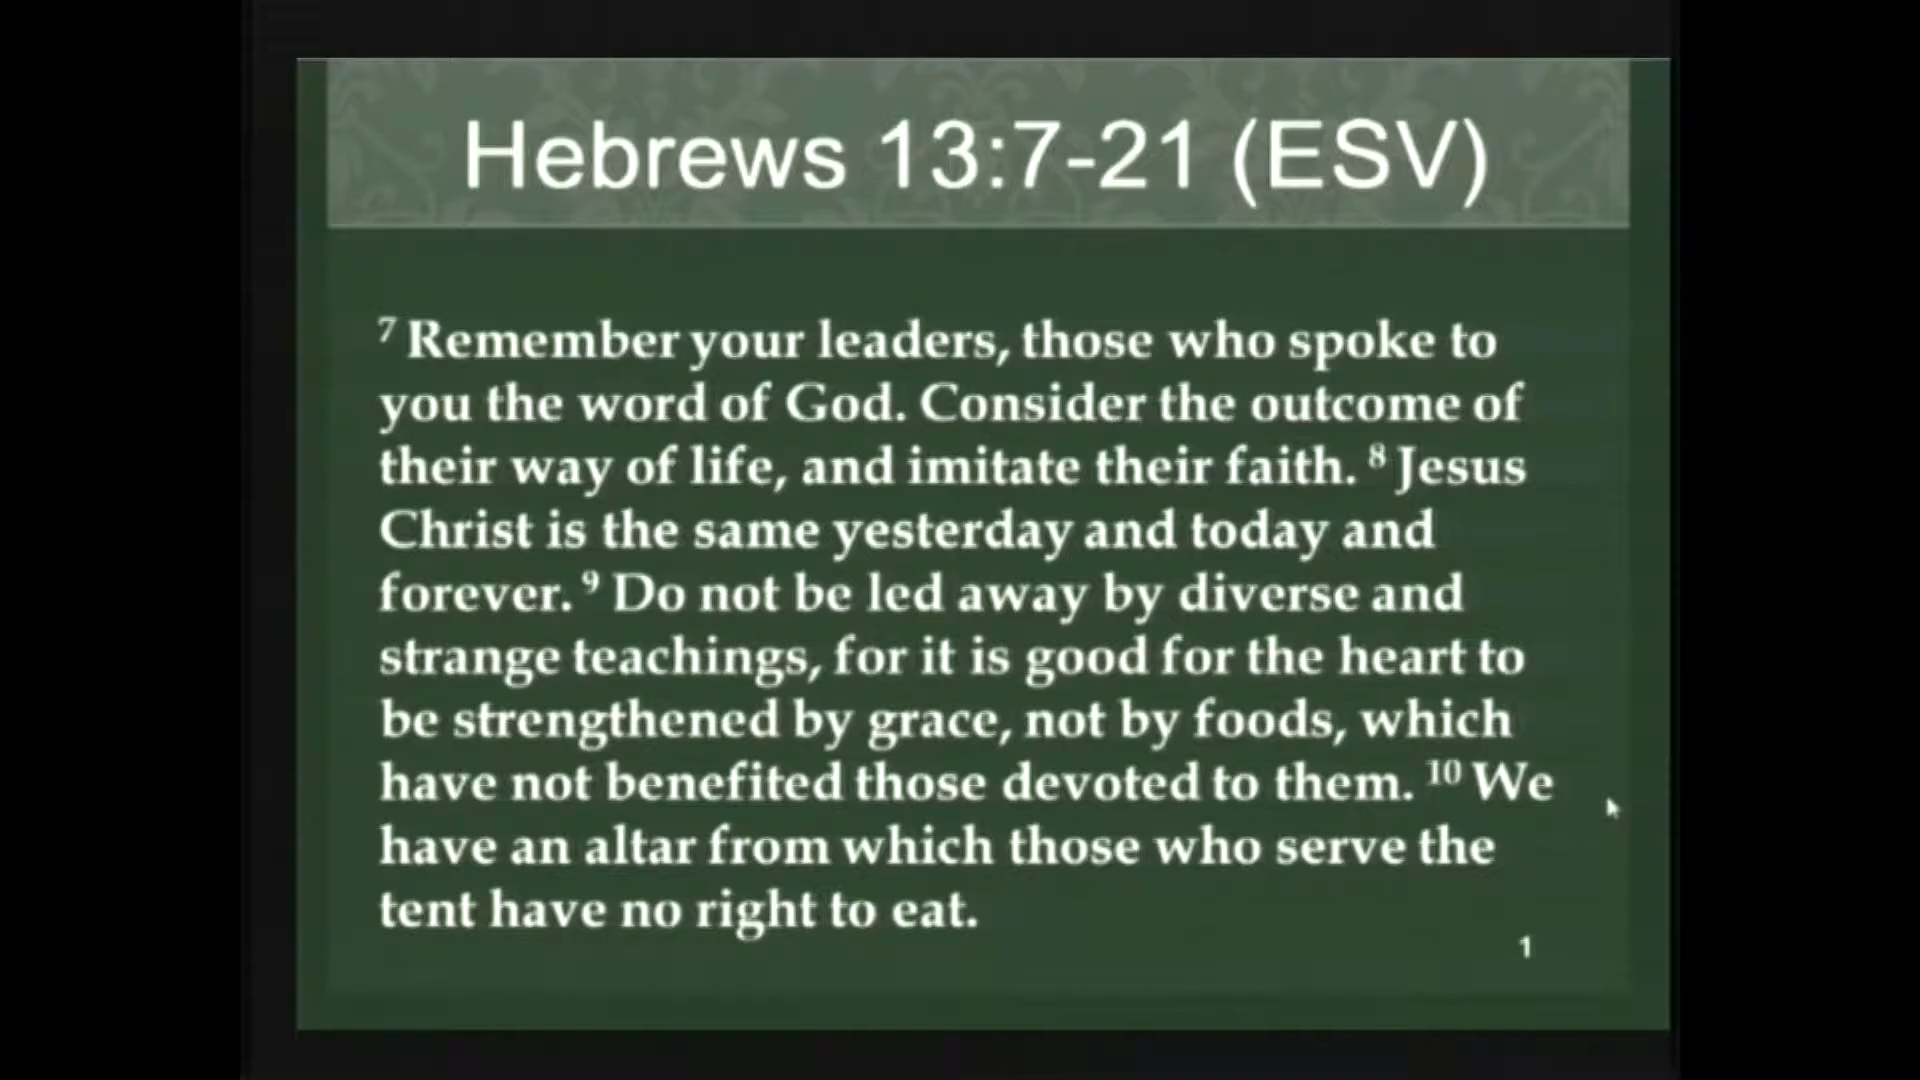 Hebrews 13:7-21 (ESV)
⁷ Remember your leaders, those who spoke to
you the word of God. Consider the outcome of
their way of life, and imitate their faith. ⁸ Jesus
Christ is the same yesterday and today and
forever. ⁹ Do not be led away by diverse and
strange teachings, for it is good for the heart to
be strengthened by grace, not by foods, which
have not benefited those devoted to them. ¹⁰ We
have an altar from which those who serve the
tent have no right to eat.
1